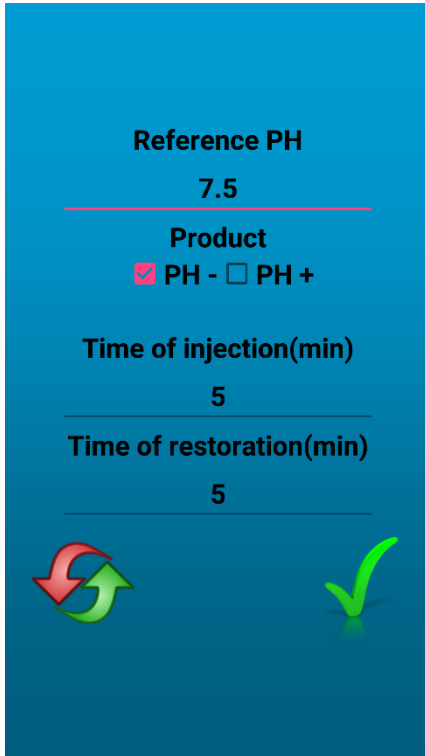 Reference PH
7.5
Product
PH - PH +
Time of injection(min)
5
Time of restoration(min)
5